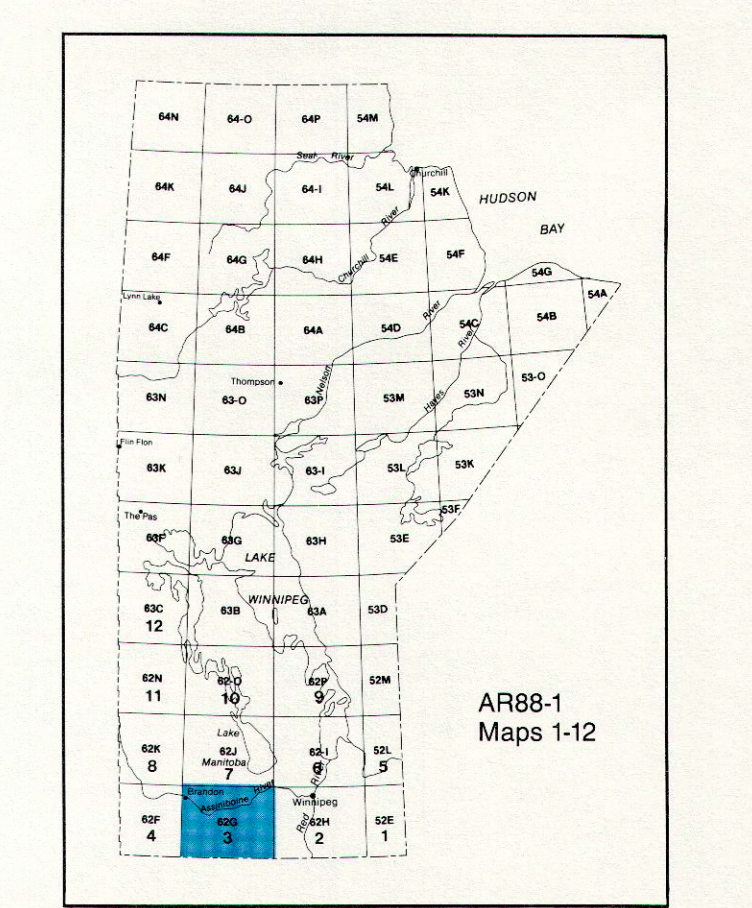 64N 64-O 64P 54M
Seal River
Churchill
64K 64J 64-I 54L 54K
HUDSON
BAY
River
64F 64G 64H 54E 54F
Churchill
54G
54A
Lynn Lake
River
64C 64B 64A 54D 54C 54B
River
Thompson
Nelson
53-O
63N 63-O 63P 53M 53N
Hayes
Flin Flon
63K 63J 63-I 53L 53K
The Pas
53F
63F 63G 63H 53E
LAKE
WINNIPEG
63C 63B 63A 53D
12
62N 62-O 62P 52M
11 10 9
AR88-1
Maps 1-12
Lake
62K 62J 62-I 52L
Manitoba
8 7 6 5
River
Brandon
River
Assiniboine
Winnipeg
62F 62G 62H 52E
Red
4 3 2 1